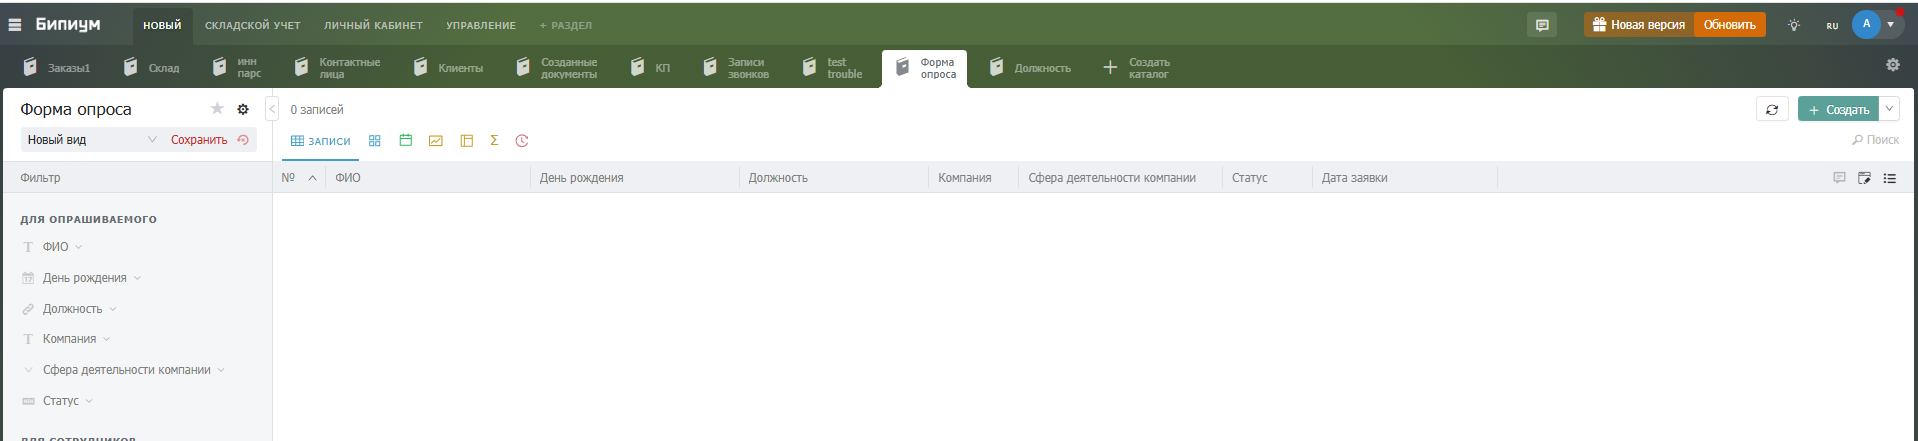 Бипиум
НОВЫЙ
СКЛАДСКОЙ УЧЕТ
ЛИЧНЫЙ КАБИНЕТ
УПРАВЛЕНИЕ
+ РАЗДЕЛ
Новая версия
Обновить
RU
A
Заказы1
Склад
инн
парс
Контактные
лица
Клиенты
Созданные
документы
КП
Записи
звонков
test
trouble
Форма
опроса
Должность
Создать
каталог
Форма опроса
0 записей
+ Создать
Новый вид
Сохранить
ЗАПИСИ
Σ
Поиск
Фильтр
№
ФИО
День рождения
Должность
Компания
Сфера деятельности компании
Статус
Дата заявки
ДЛЯ ОПРАШИВАЕМОГО
T ФИО
День рождения
Должность
T Компания
Сфера деятельности компании
Статус
ДЛЯ СОТРУДНИКОВ